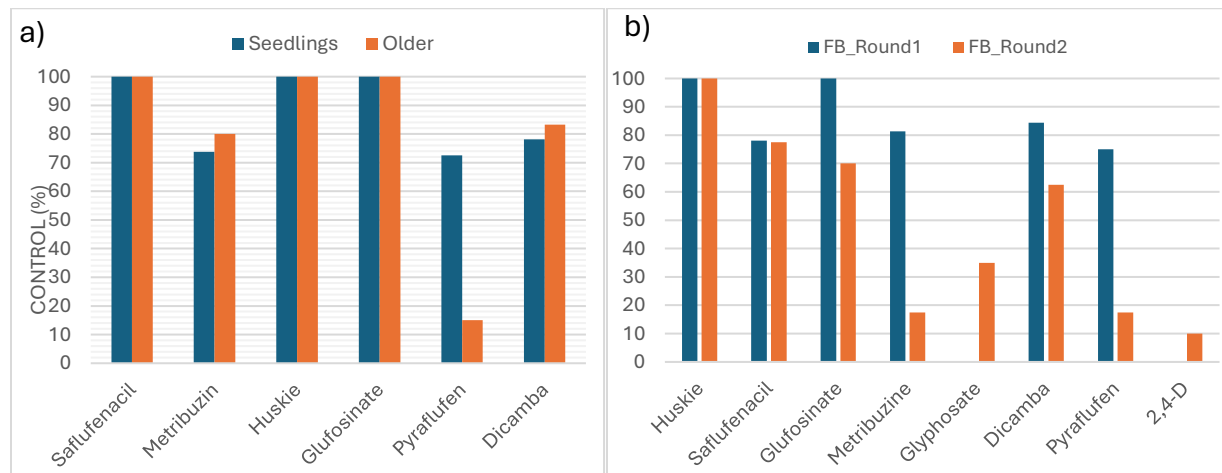 a)
Seedlings Older
CONTROL (%)
100
90
80
70
60
50
40
30
20
10
0
Saflufenacil
Metribuzin
Huskie
Glufosinate
Pyraflufen
Dicamba
b)
FB_Round1 FB_Round2
100
90
80
70
60
50
40
30
20
10
0
Huskie
Saflufenacil
Glufosinate
Metribuzine
Glyphosate
Dicamba
Pyraflufen
2,4-D